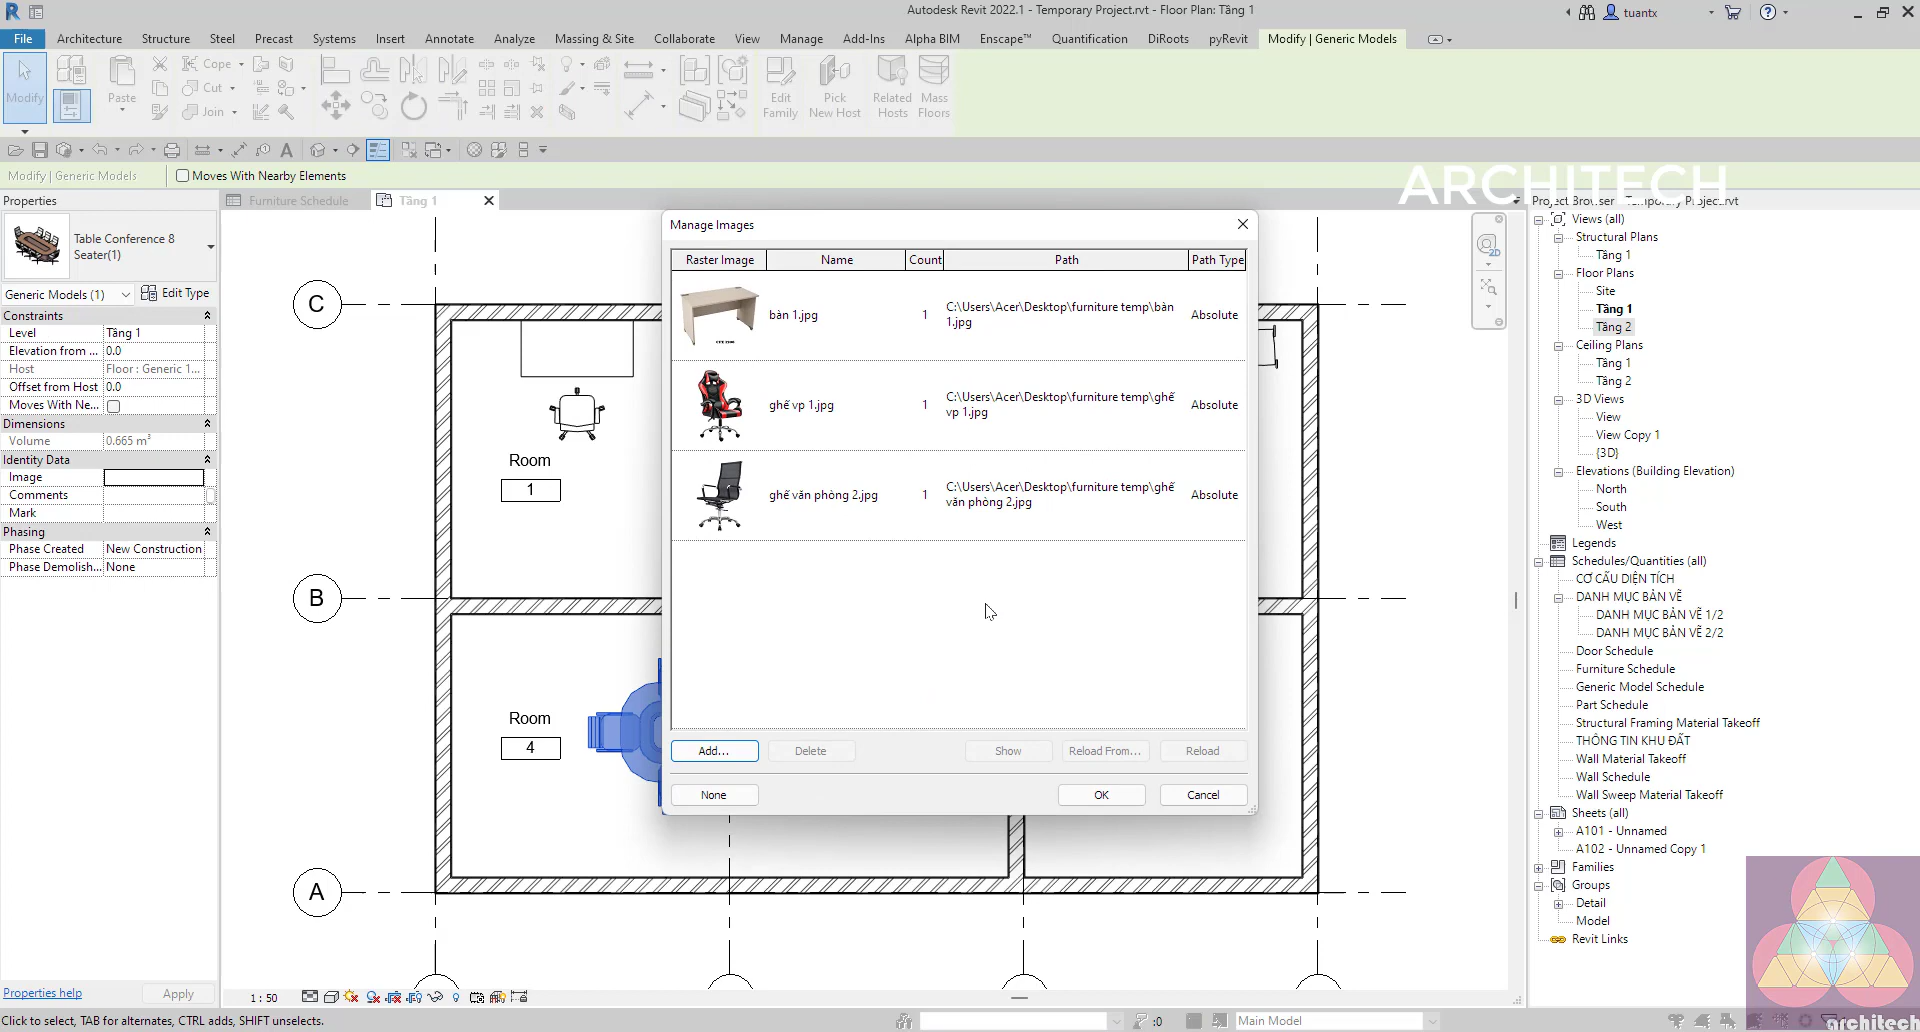 Autodesk Revit 2022.1 - Temporary Project.rvt - Floor Plan: Tầng 1
tuantx
File Architecture Structure Steel Precast Systems Insert Annotate Analyze Massing & Site Collaborate View Manage Add-Ins Alpha BIM Enscape™ Quantification DiRoots pyRevit Modify | Generic Models
Modify
Paste
Cope
Cut
Join
Edit Family
Pick New Host
Related Hosts
Mass Floors
Modify | Generic Models
Moves With Nearby Elements
ARCHITECH
Properties
Table Conference 8 Seater(1)
Generic Models (1) Edit Type
Constraints
Level Tầng 1
Elevation from ... 0.0
Host Floor : Generic 1...
Offset from Host 0.0
Moves With Ne...
Dimensions
Volume 0.665 m³
Identity Data
Image
Comments
Mark
Phasing
Phase Created New Construction
Phase Demolish... None
Properties help Apply
Furniture Schedule
Tầng 1
C
B
A
Room
1
Room
4
2D
Manage Images
Raster Image Name Count Path Path Type
bàn 1.jpg 1 C:\Users\Acer\Desktop\furniture temp\bàn 1.jpg Absolute
ghế vp 1.jpg 1 C:\Users\Acer\Desktop\furniture temp\ghế vp 1.jpg Absolute
ghế văn phòng 2.jpg 1 C:\Users\Acer\Desktop\furniture temp\ghế văn phòng 2.jpg Absolute
Add... Delete Show Reload From... Reload
None OK Cancel
Project Browser - Temporary Project.rvt
Views (all)
Structural Plans
Tầng 1
Floor Plans
Site
Tầng 1
Tầng 2
Ceiling Plans
Tầng 1
Tầng 2
3D Views
View
View Copy 1
{3D}
Elevations (Building Elevation)
North
South
West
Legends
Schedules/Quantities (all)
CƠ CẤU DIỆN TÍCH
DANH MỤC BẢN VẼ
DANH MỤC BẢN VẼ 1/2
DANH MỤC BẢN VẼ 2/2
Door Schedule
Furniture Schedule
Generic Model Schedule
Part Schedule
Structural Framing Material Takeoff
THÔNG TIN KHU ĐẤT
Wall Material Takeoff
Wall Schedule
Wall Sweep Material Takeoff
Sheets (all)
A101 - Unnamed
A102 - Unnamed Copy 1
Families
Groups
Detail
Model
Revit Links
architech
1 : 50
Click to select, TAB for alternates, CTRL adds, SHIFT unselects.
:0
Main Model